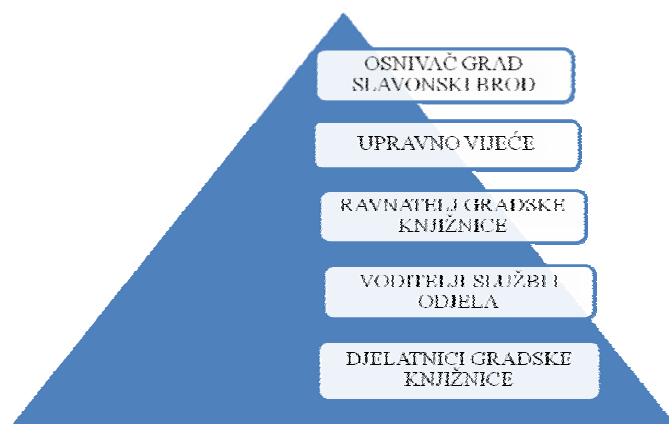 OSNIVAČ GRAD
SLAVONSKI BROD
UPRAVNO VIJEĆE
RAVNATELJ GRADSKE
KNJIŽNICE
VODITELJI SLUŽBI I
ODJELA
DJELATNICI GRADSKE
KNJIŽNICE